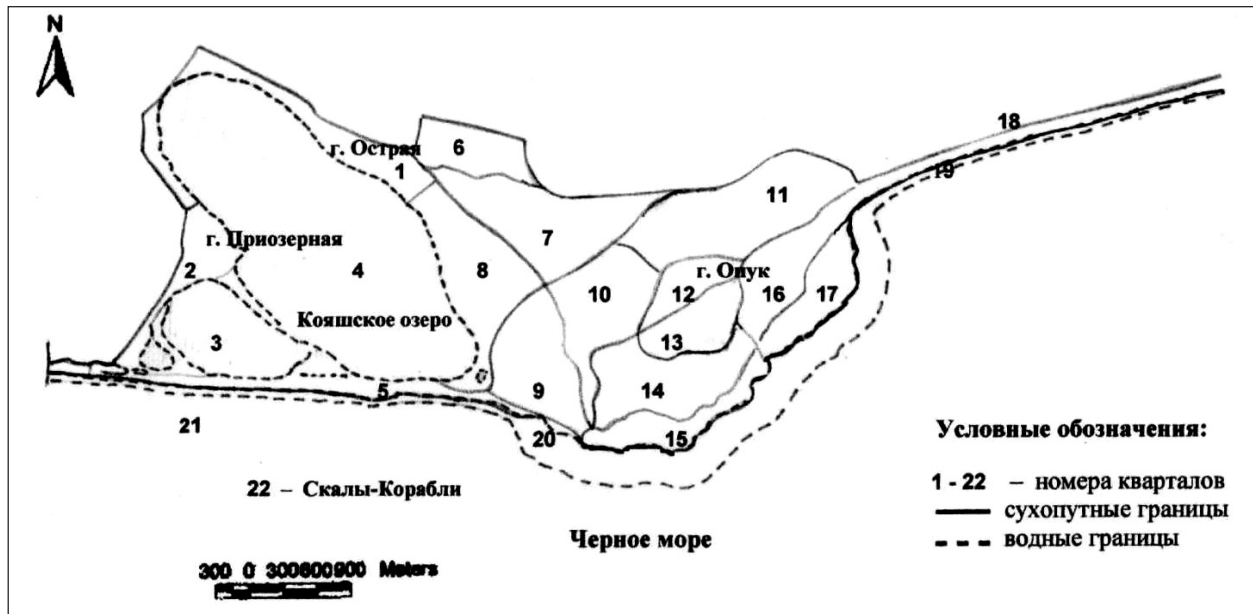 N
18
6
г. Острая
1
19
11
7
г. Приозерная
2
4
8
г. Опук
10
12
16
17
Кояшское озеро
3
13
5
9
14
21
20
15
22 – Скалы-Корабли
Черное море
300 0 300600900 Meters
Условные обозначения:
1 - 22 – номера кварталов
сухопутные границы
водные границы